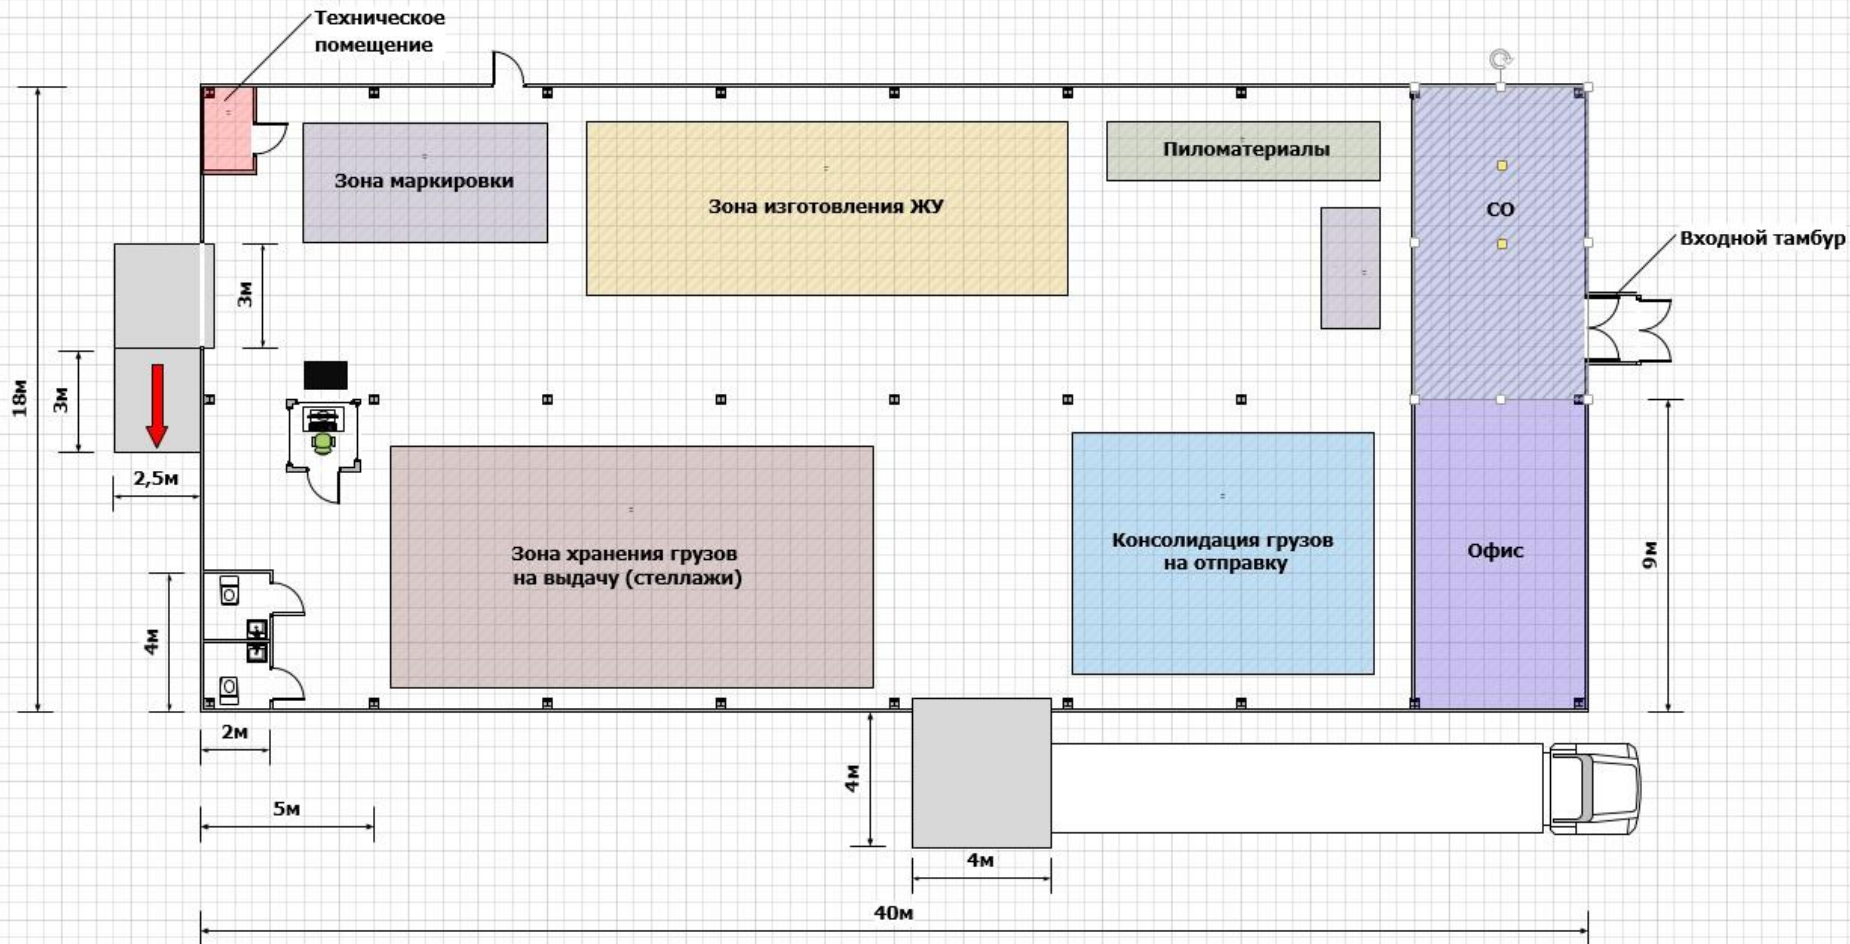 Техническое
помещение
Зона маркировки
Зона изготовления ЖУ
Пиломатериалы
СО
Входной тамбур
3м
18м
3м
2,5м
Зона хранения грузов
на выдачу (стеллажи)
Консолидация грузов
на отправку
Офис
9м
4м
2м
5м
4м
4м
40м